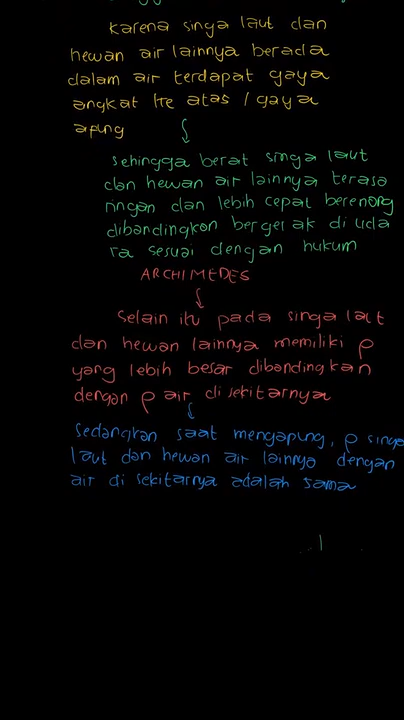 karena singa laut dan
hewan air lainnya berada
dalam air terdapat gaya
angkat ke atas / gaya
apung
sehingga berat singa laut
dan hewan air lainnya terasa
ringan dan lebih cepat berenang
dibandingkan bergerak di uda
ra sesuai dengan hukum
ARCHIMEDES
Selain itu pada singa laut
dan hewan lainnya memiliki ρ
yang lebih besar dibandingkan
dengan ρ air di sekitarnya
Sedangkan saat mengapung, ρ singa
laut dan hewan air lainnya dengan
air di sekitarnya adalah sama